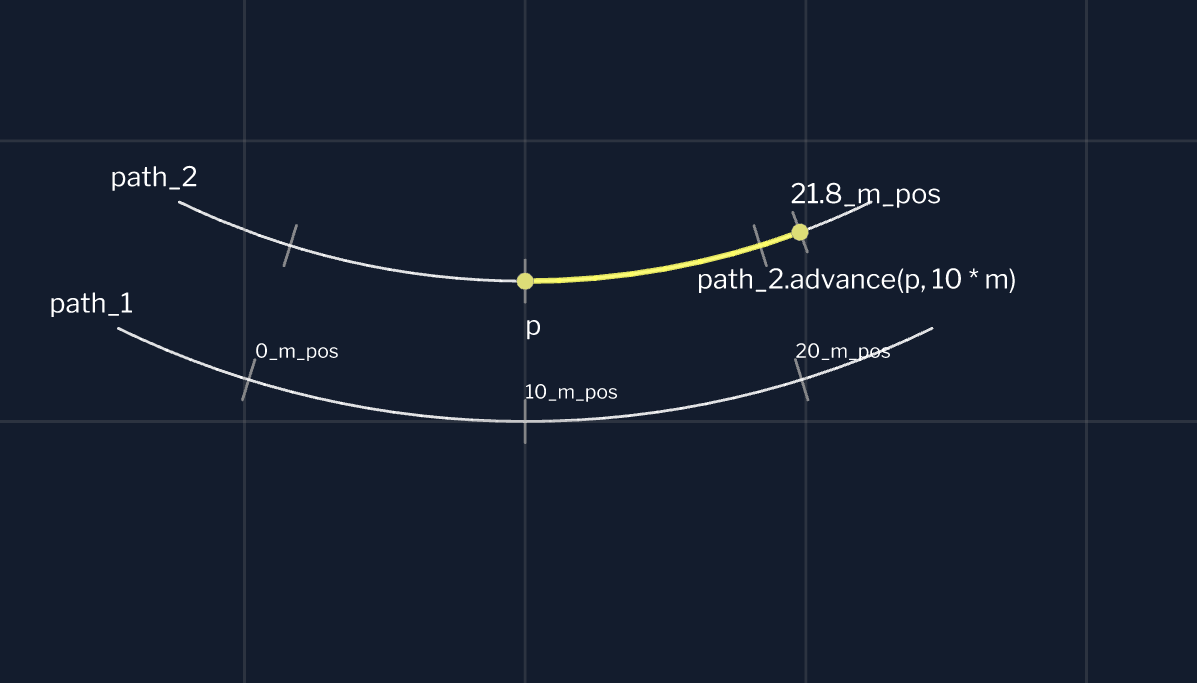 path_2
21.8_m_pos
path_2.advance(p, 10 * m)
path_1
p
0_m_pos
20_m_pos
10_m_pos